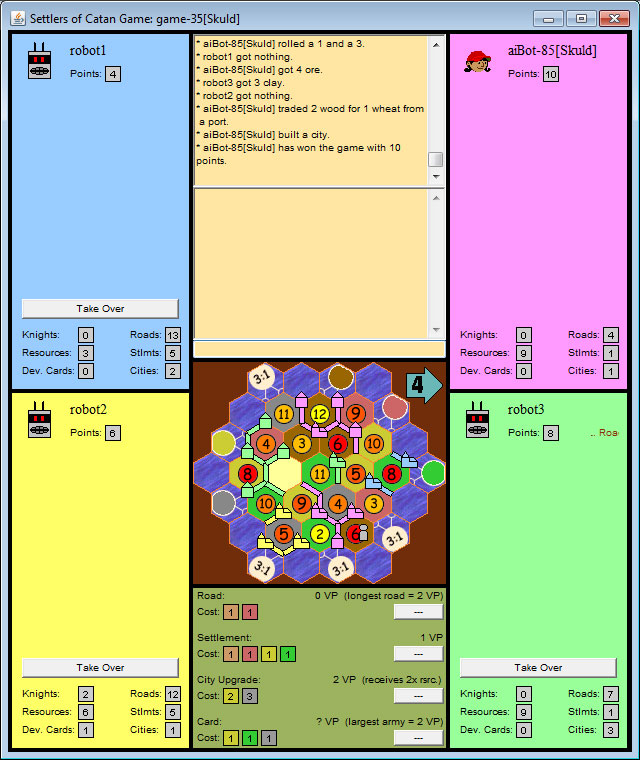 Settlers of Catan Game: game-35[Skuld]
robot1
Points: 4
Take Over
Knights: 0 Roads: 13
Resources: 3 Stlmts: 5
Dev. Cards: 0 Cities: 2
* aiBot-85[Skuld] rolled a 1 and a 3.
* robot1 got nothing.
* aiBot-85[Skuld] got 4 ore.
* robot3 got 3 clay.
* robot2 got nothing.
* aiBot-85[Skuld] traded 2 wood for 1 wheat from
a port.
* aiBot-85[Skuld] built a city.
* aiBot-85[Skuld] has won the game with 10
points.
aiBot-85[Skuld]
Points: 10
Knights: 0 Roads: 4
Resources: 9 Stlmts: 1
Dev. Cards: 0 Cities: 1
robot2
Points: 6
Take Over
Knights: 2 Roads: 12
Resources: 6 Stlmts: 5
Dev. Cards: 1 Cities: 1
3:1 4
11 12 9
4 3 6 10
8 11 5 8
10 9 4 3
5 2 6 3:1
3:1 3:1
Road: 0 VP (longest road = 2 VP)
Cost: 1 1 ---
Settlement: 1 VP
Cost: 1 1 1 1 ---
City Upgrade: 2 VP (receives 2x rsrc.)
Cost: 2 3 ---
Card: ? VP (largest army = 2 VP)
Cost: 1 1 1 ---
robot3
Points: 8 .. Roa
Take Over
Knights: 0 Roads: 7
Resources: 9 Stlmts: 1
Dev. Cards: 0 Cities: 3